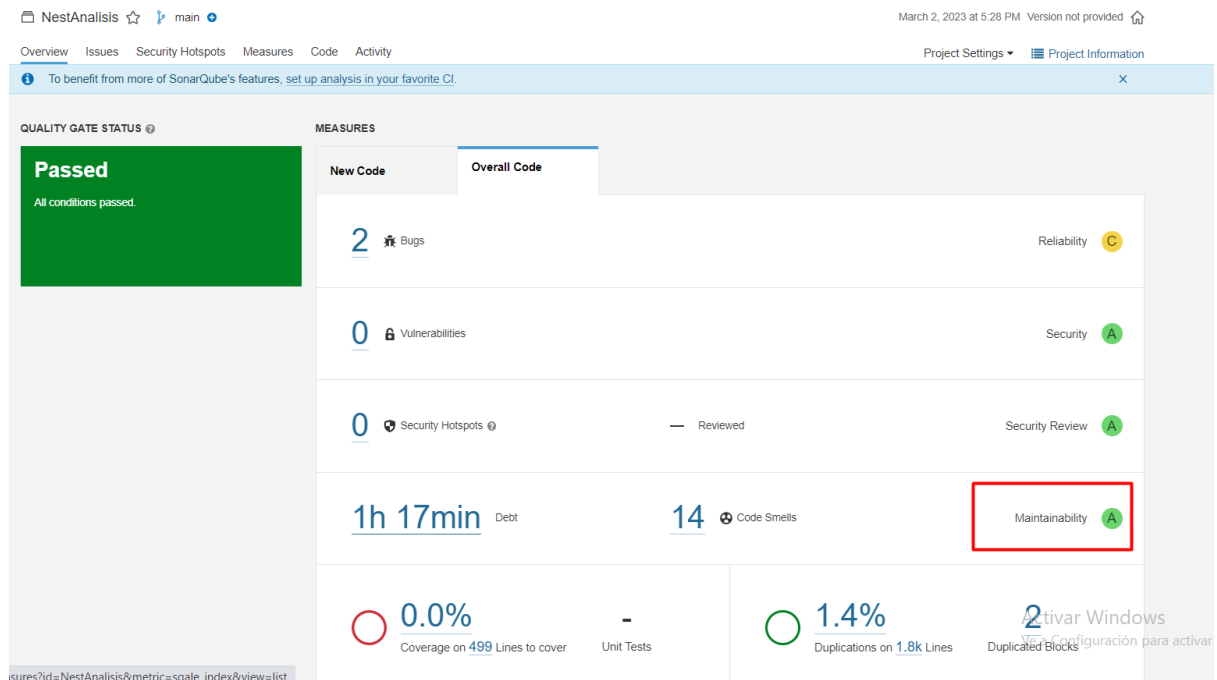 NestAnalisis main
March 2, 2023 at 5:28 PM Version not provided
Overview Issues Security Hotspots Measures Code Activity
Project Settings Project Information
To benefit from more of SonarQube's features, set up analysis in your favorite CI.
QUALITY GATE STATUS
MEASURES
Passed
All conditions passed.
New Code
Overall Code
2 Bugs
Reliability C
0 Vulnerabilities
Security A
0 Security Hotspots
— Reviewed
Security Review A
1h 17min Debt
14 Code Smells
Maintainability A
0.0%
Coverage on 499 Lines to cover
-
Unit Tests
1.4%
Duplications on 1.8k Lines
2
Duplicated Blocks
Activar Windows
Ve a Configuración para activar
sures?id=NestAnalisis&metric=sqale_index&view=list